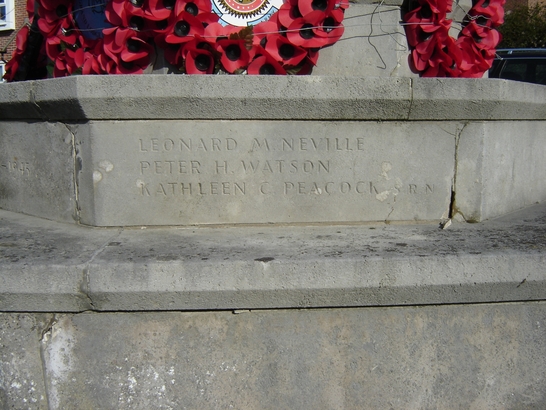 LEONARD M. NEVILLE
PETER H. WATSON
KATHLEEN C. PEACOCK S.R.N.